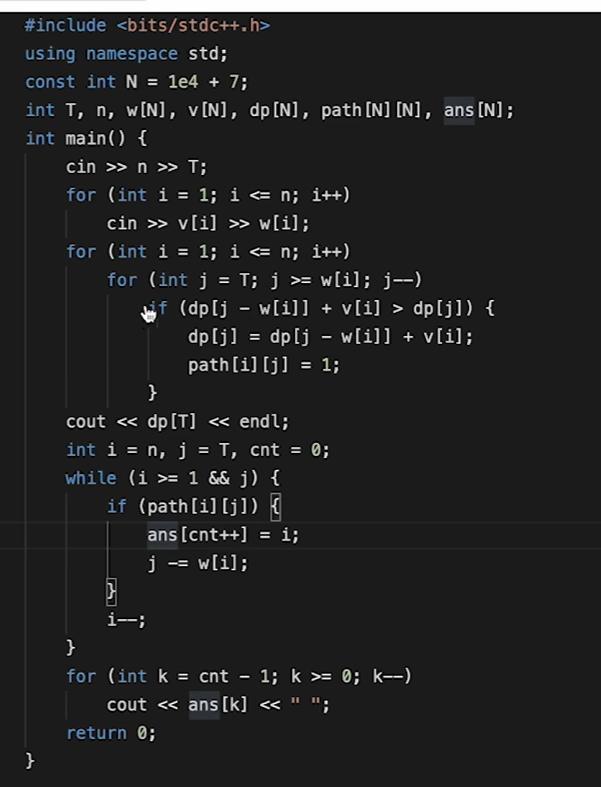 #include <bits/stdc++.h>
using namespace std;
const int N = 1e4 + 7;
int T, n, w[N], v[N], dp[N], path[N][N], ans[N];
int main() {
    cin >> n >> T;
    for (int i = 1; i <= n; i++)
        cin >> v[i] >> w[i];
    for (int i = 1; i <= n; i++)
        for (int j = T; j >= w[i]; j--)
            if (dp[j - w[i]] + v[i] > dp[j]) {
                dp[j] = dp[j - w[i]] + v[i];
                path[i][j] = 1;
            }
    cout << dp[T] << endl;
    int i = n, j = T, cnt = 0;
    while (i >= 1 && j) {
        if (path[i][j]) {
            ans[cnt++] = i;
            j -= w[i];
        }
        i--;
    }
    for (int k = cnt - 1; k >= 0; k--)
        cout << ans[k] << " ";
    return 0;
}